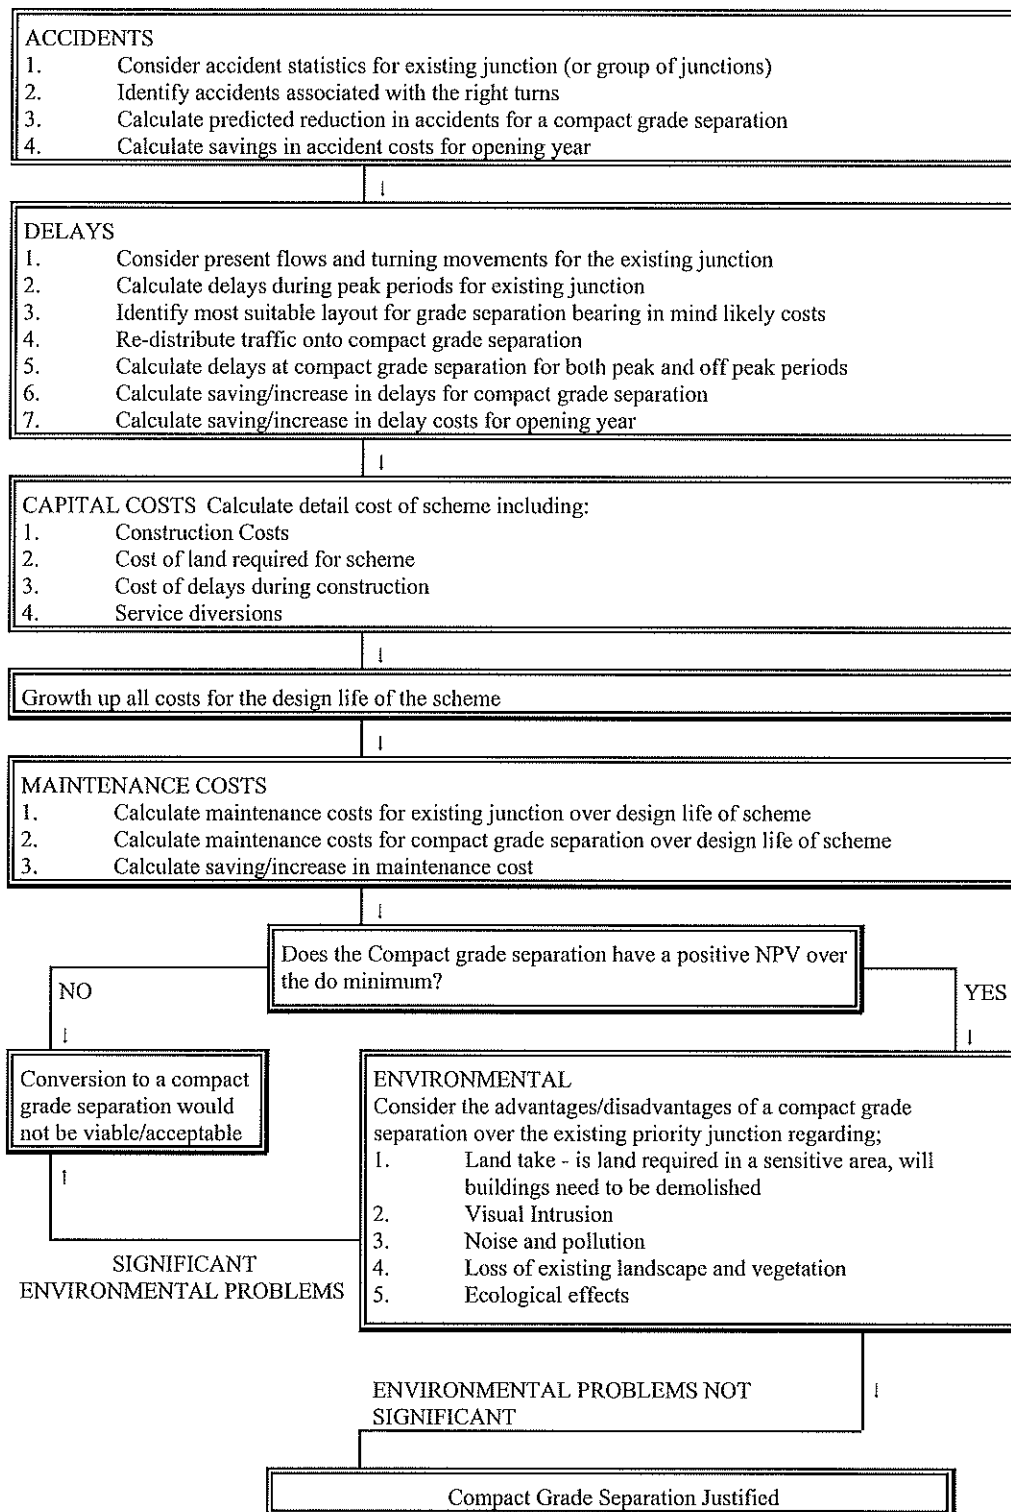 ACCIDENTS
1. Consider accident statistics for existing junction (or group of junctions)
2. Identify accidents associated with the right turns
3. Calculate predicted reduction in accidents for a compact grade separation
4. Calculate savings in accident costs for opening year
DELAYS
1. Consider present flows and turning movements for the existing junction
2. Calculate delays during peak periods for existing junction
3. Identify most suitable layout for grade separation bearing in mind likely costs
4. Re-distribute traffic onto compact grade separation
5. Calculate delays at compact grade separation for both peak and off peak periods
6. Calculate saving/increase in delays for compact grade separation
7. Calculate saving/increase in delay costs for opening year
CAPITAL COSTS Calculate detail cost of scheme including:
1. Construction Costs
2. Cost of land required for scheme
3. Cost of delays during construction
4. Service diversions
Growth up all costs for the design life of the scheme
MAINTENANCE COSTS
1. Calculate maintenance costs for existing junction over design life of scheme
2. Calculate maintenance costs for compact grade separation over design life of scheme
3. Calculate saving/increase in maintenance cost
Does the Compact grade separation have a positive NPV over
the do minimum?
NO
YES
Conversion to a compact
grade separation would
not be viable/acceptable
ENVIRONMENTAL
Consider the advantages/disadvantages of a compact grade
separation over the existing priority junction regarding;
1. Land take - is land required in a sensitive area, will
buildings need to be demolished
2. Visual Intrusion
3. Noise and pollution
4. Loss of existing landscape and vegetation
5. Ecological effects
SIGNIFICANT
ENVIRONMENTAL PROBLEMS
ENVIRONMENTAL PROBLEMS NOT
SIGNIFICANT
Compact Grade Separation Justified